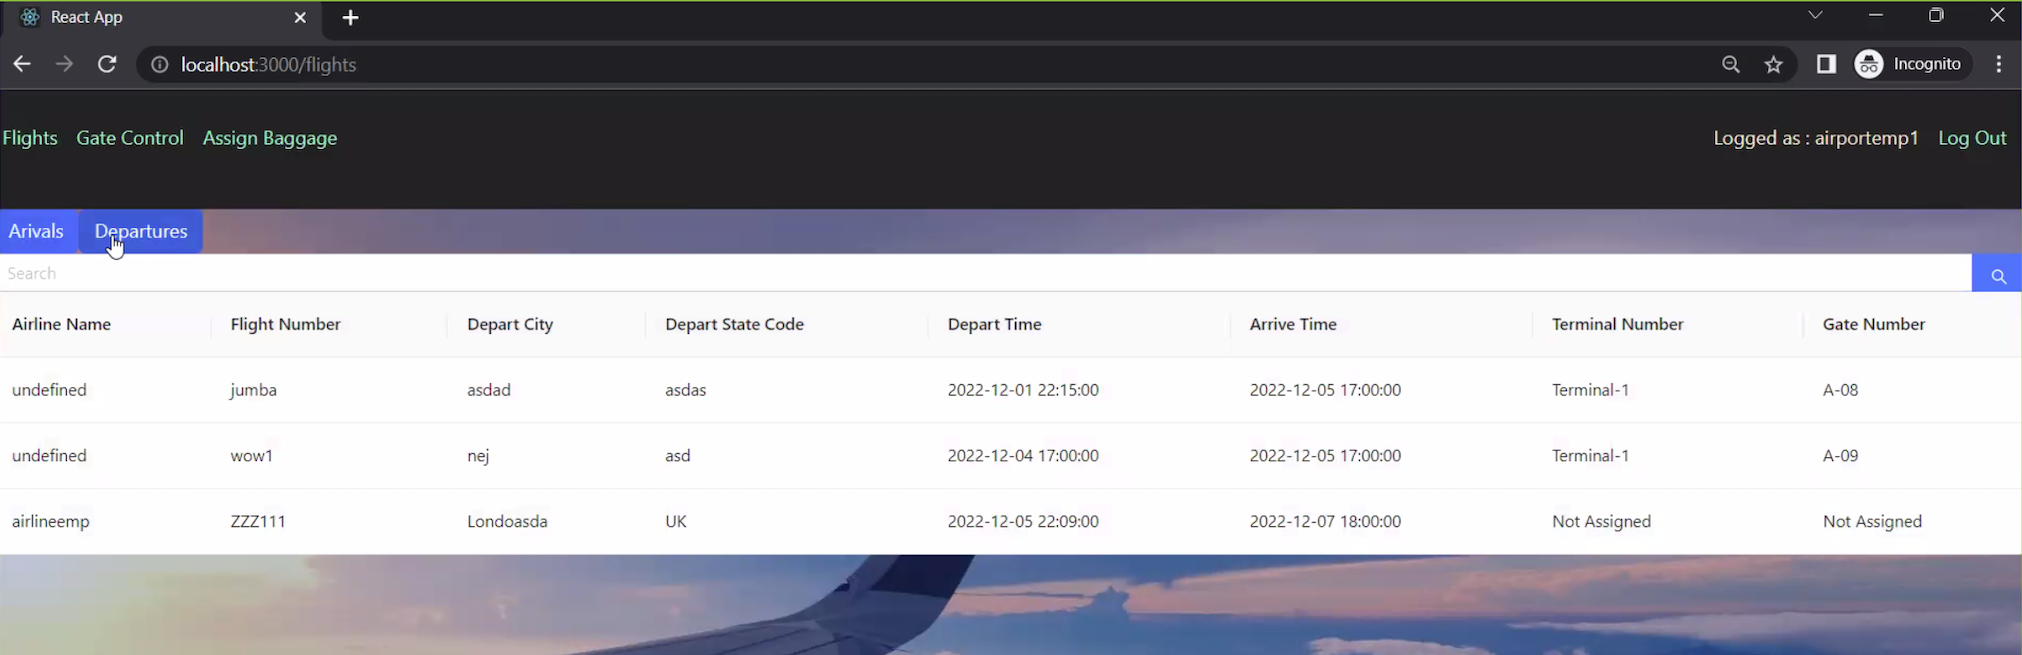 React App
localhost:3000/flights
Incognito
Flights Gate Control Assign Baggage Logged as : airportemp1 Log Out
Arivals Departures
Search
Airline Name Flight Number Depart City Depart State Code Depart Time Arrive Time Terminal Number Gate Number
undefined jumba asdad asdas 2022-12-01 22:15:00 2022-12-05 17:00:00 Terminal-1 A-08
undefined wow1 nej asd 2022-12-04 17:00:00 2022-12-05 17:00:00 Terminal-1 A-09
airlineemp ZZZ111 Londoasda UK 2022-12-05 22:09:00 2022-12-07 18:00:00 Not Assigned Not Assigned